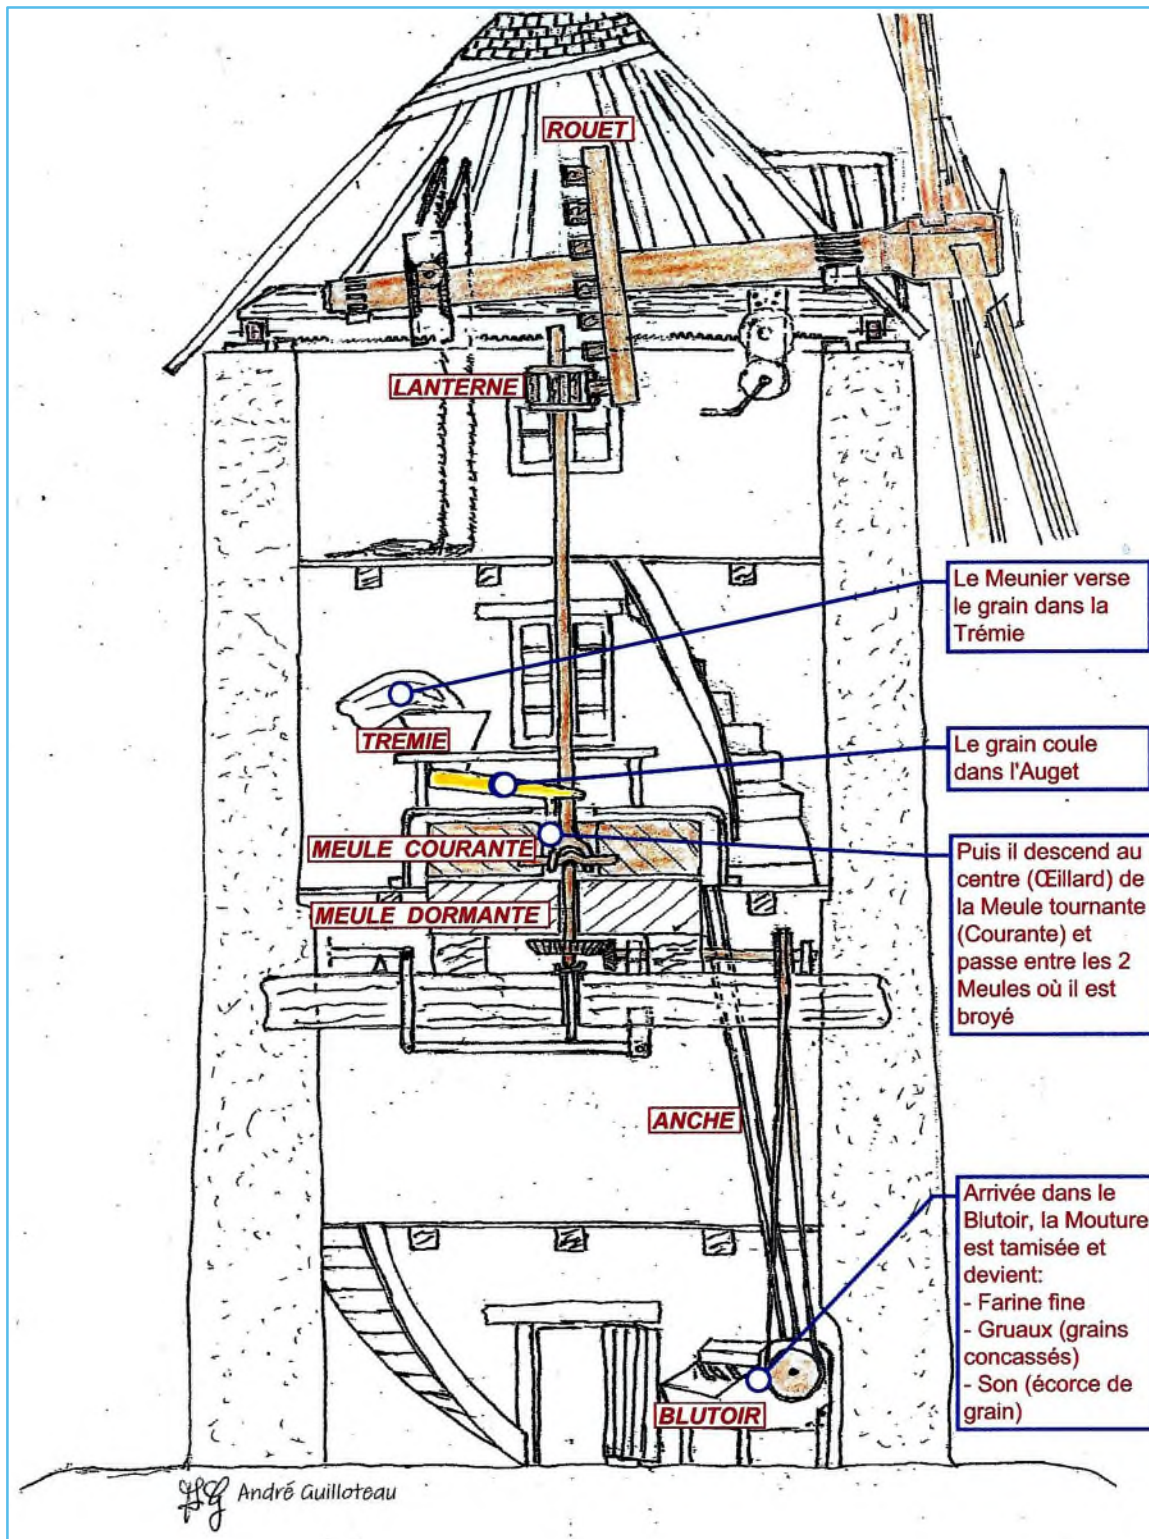 ROUET
LANTERNE
Le Meunier verse
le grain dans la
Trémie
TREMIE
Le grain coule
dans l'Auget
MEULE COURANTE
Puis il descend au
centre (Œillard) de
la Meule tournante
(Courante) et
passe entre les 2
Meules où il est
broyé
MEULE DORMANTE
ANCHE
Arrivée dans le
Blutoir, la Mouture
est tamisée et
devient:
- Farine fine
- Gruaux (grains
concassés)
- Son (écorce de
grain)
BLUTOIR
André Guilloteau